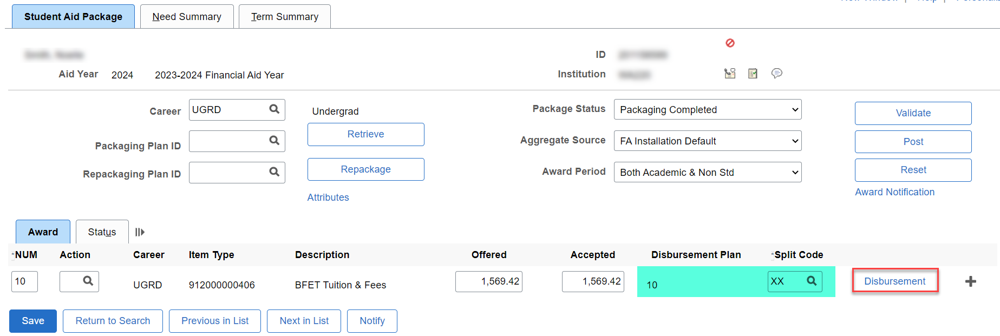 Student Aid Package Need Summary Term Summary
ID
Aid Year 2024 2023-2024 Financial Aid Year Institution
Career UGRD Undergrad Package Status Packaging Completed Validate
Retrieve
Packaging Plan ID Aggregate Source FA Installation Default Post
Repackaging Plan ID Repackage Award Period Both Academic & Non Std Reset
Attributes Award Notification
Award Status
*NUM Action Career Item Type Description Offered Accepted Disbursement Plan *Split Code
10 UGRD 912000000406 BFET Tuition & Fees 1,569.42 1,569.42 10 XX Disbursement
Save Return to Search Previous in List Next in List Notify